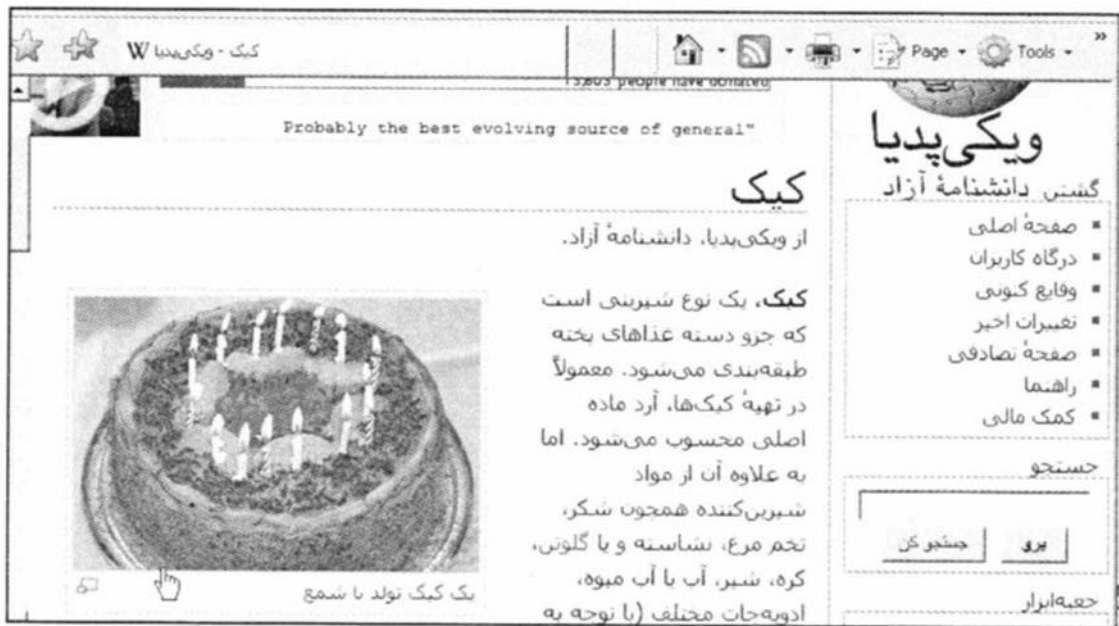 کیک - ویکی‌پدیا W
Page
Tools
»
13,803 people have donated
Probably the best evolving source of general"
ویکی‌پدیا
دانشنامهٔ آزاد
گشتن
صفحهٔ اصلی
درگاه کاربران
وقایع کنونی
تغییرات اخیر
صفحهٔ تصادفی
راهنما
کمک مالی
جستجو
برو
جستجو کن
جعبه‌ابزار
کیک
از ویکی‌پدیا، دانشنامهٔ آزاد.
کیک، یک نوع شیرینی است
که جزو دسته غذاهای پخته
طبقه‌بندی می‌شود. معمولاً
در تهیهٔ کیک‌ها، آرد ماده
اصلی محسوب می‌شود. اما
به علاوه آن از مواد
شیرین‌کننده همچون شکر،
تخم مرغ، نشاسته و یا گلوتن،
کره، شیر، آب یا آب میوه،
ادویه‌جات مختلف (با توجه به
یک کیک تولد با شمع